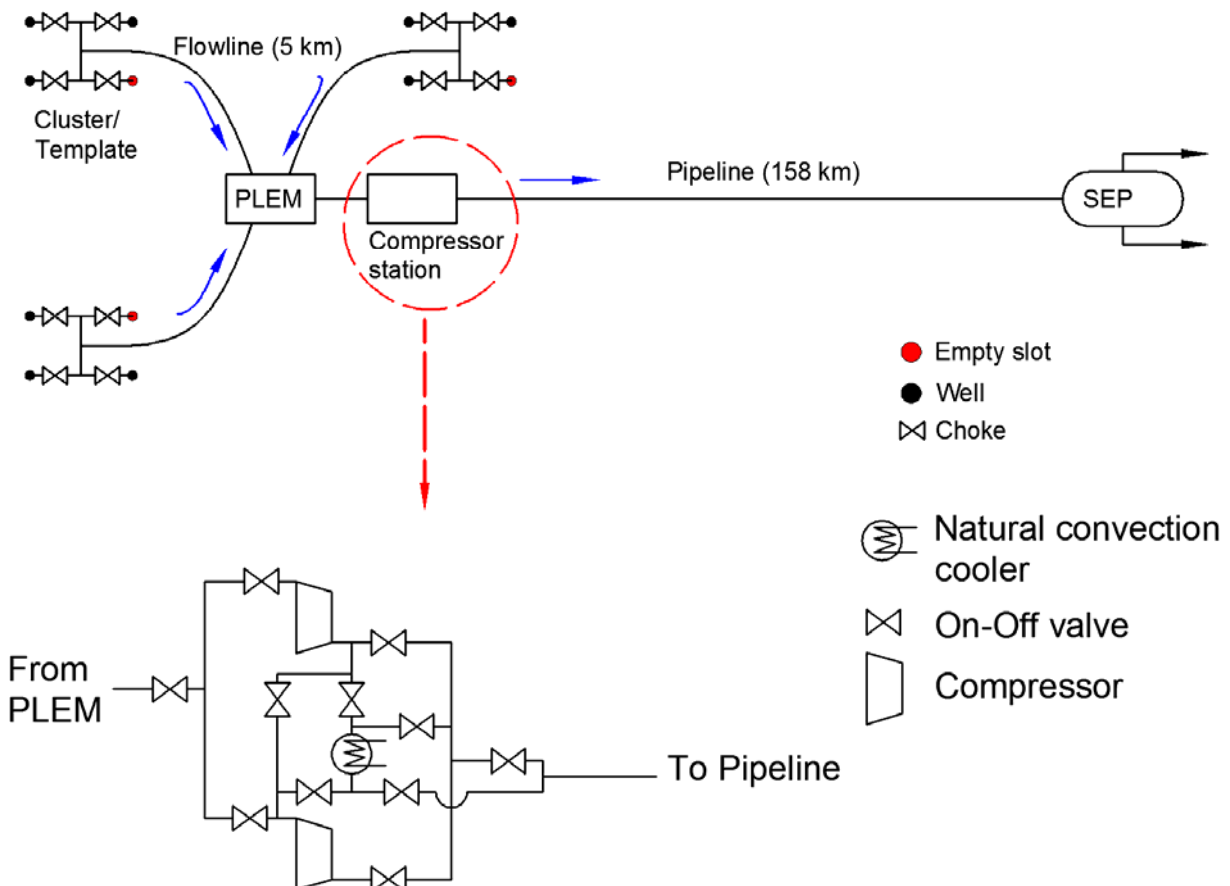 Flowline (5 km)
Cluster/
Template
PLEM
Compressor
station
Pipeline (158 km)
SEP
Empty slot
Well
Choke
Natural convection
cooler
On-Off valve
Compressor
From
PLEM
To Pipeline